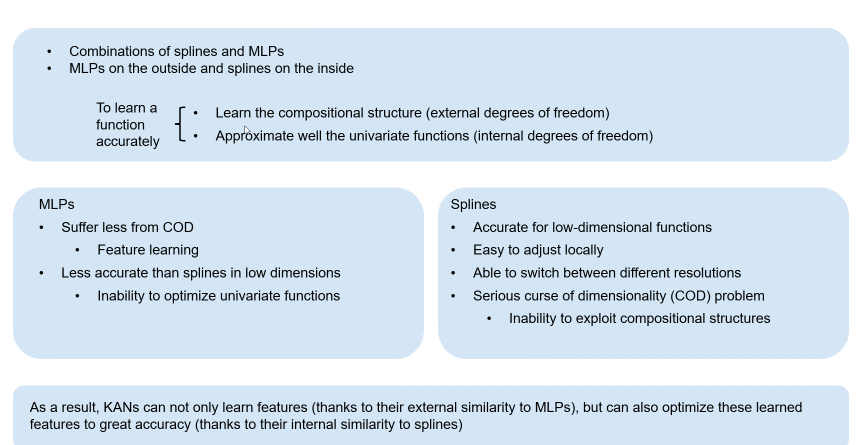 • Combinations of splines and MLPs
• MLPs on the outside and splines on the inside
To learn a
function
accurately
• Learn the compositional structure (external degrees of freedom)
• Approximate well the univariate functions (internal degrees of freedom)
MLPs
• Suffer less from COD
• Feature learning
• Less accurate than splines in low dimensions
• Inability to optimize univariate functions
Splines
• Accurate for low-dimensional functions
• Easy to adjust locally
• Able to switch between different resolutions
• Serious curse of dimensionality (COD) problem
• Inability to exploit compositional structures
As a result, KANs can not only learn features (thanks to their external similarity to MLPs), but can also optimize these learned
features to great accuracy (thanks to their internal similarity to splines)